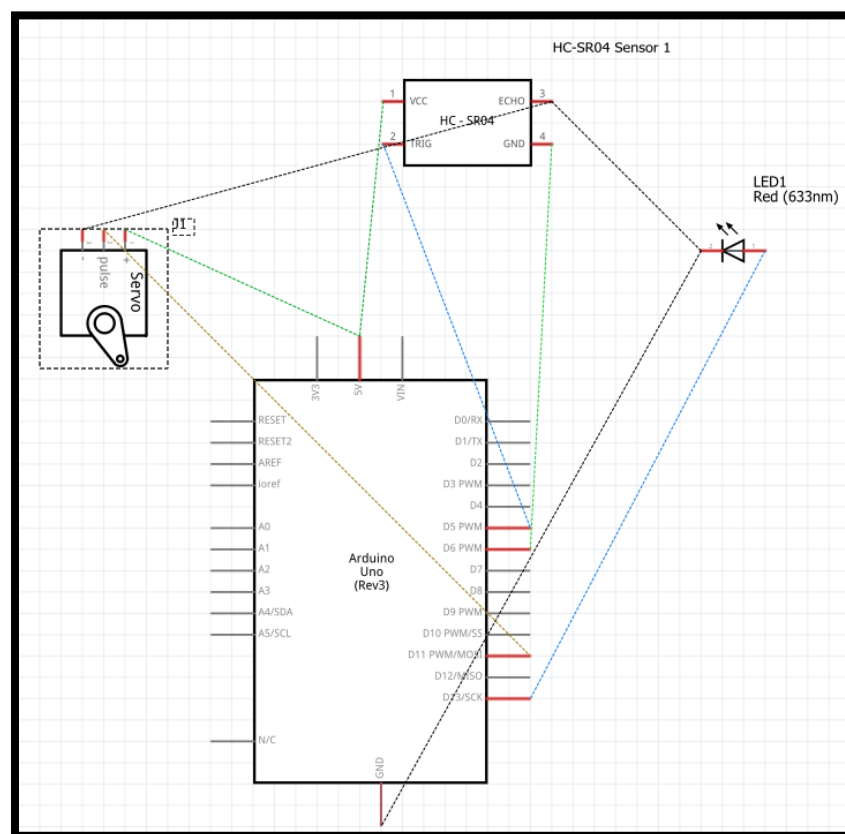 HC-SR04 Sensor 1
1
VCC
ECHO
3
HC - SR04
2
TRIG
GND
4
LED1
Red (633nm)
J1
-
pulse
+
Servo
3V3
5V
VIN
RESET
RESET2
AREF
ioref
A0
A1
A2
A3
A4/SDA
A5/SCL
N/C
Arduino
Uno
(Rev3)
D0/RX
D1/TX
D2
D3 PWM
D4
D5 PWM
D6 PWM
D7
D8
D9 PWM
D10 PWM/SS
D11 PWM/MOSI
D12/MISO
D13/SCK
GND